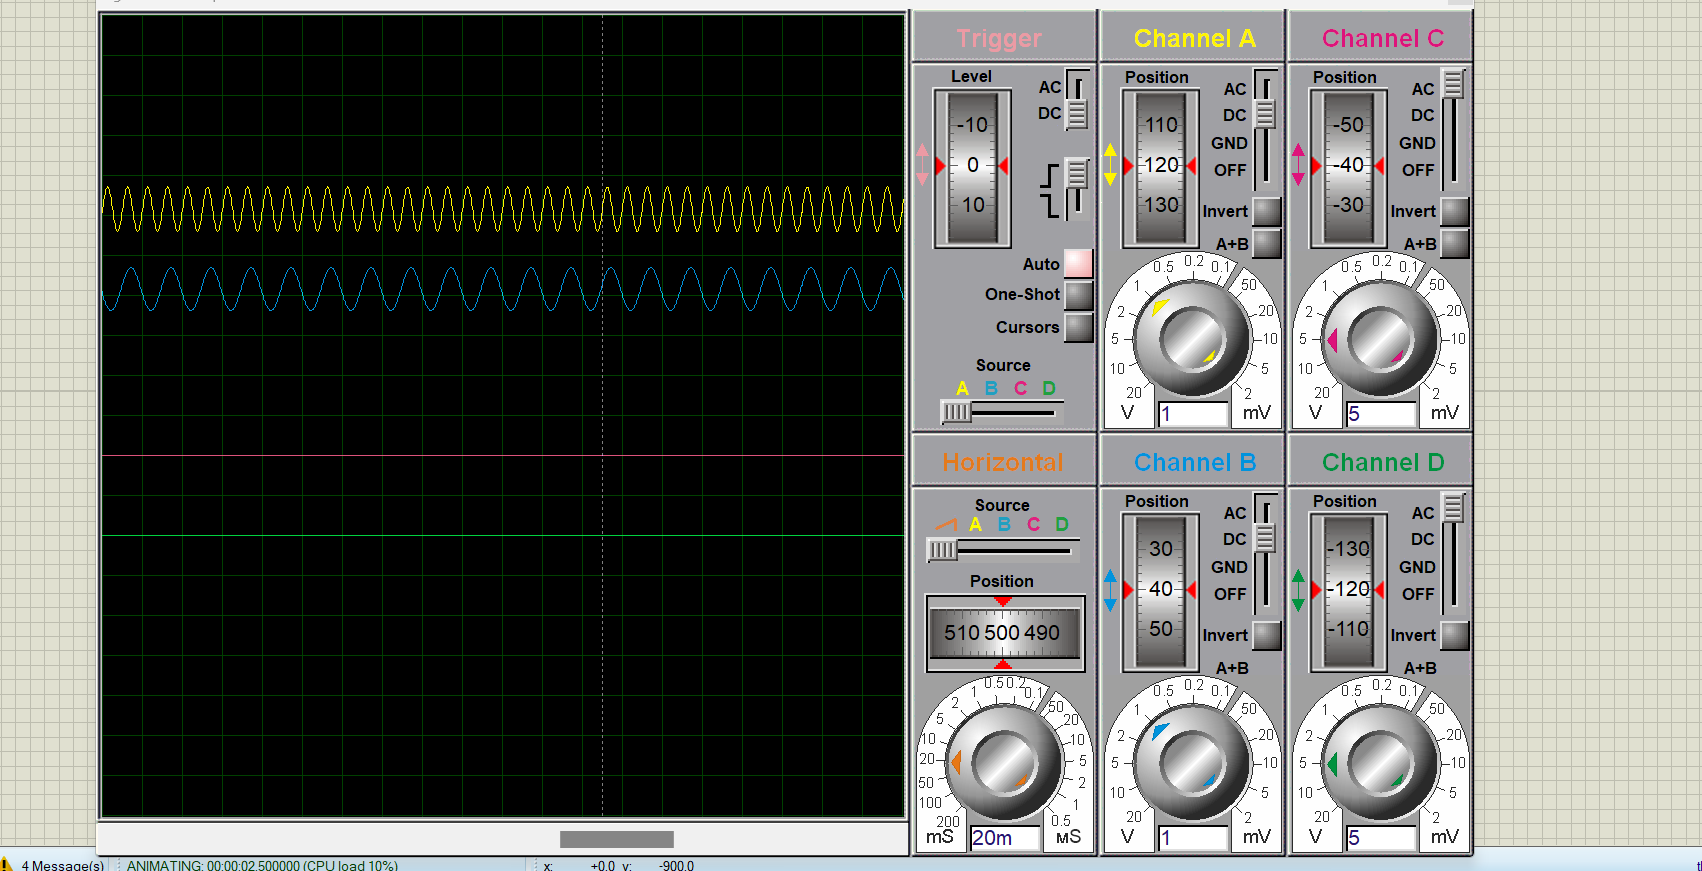 Trigger
Level
AC
DC
-10
0
10
Auto
One-Shot
Cursors
Source
A B C D
Channel A
Position
AC
DC
GND
OFF
110
120
130
Invert
A+B
0.5 0.2 0.1
1 50
2 20
5 10
10 5
20 2
V 1 mV
Channel C
Position
AC
DC
GND
OFF
-50
-40
-30
Invert
A+B
0.5 0.2 0.1
1 50
2 20
5 10
10 5
20 2
V 5 mV
Horizontal
Source
A B C D
Position
510 500 490
1 0.5 0.2 0.1
2 50
5 20
10 10
20 5
50 2
100 1
200 0.5
mS 20m мS
Channel B
Position
AC
DC
GND
OFF
30
40
50
Invert
A+B
0.5 0.2 0.1
1 50
2 20
5 10
10 5
20 2
V 1 mV
Channel D
Position
AC
DC
GND
OFF
-130
-120
-110
Invert
A+B
0.5 0.2 0.1
1 50
2 20
5 10
10 5
20 2
V 5 mV
4 Message(s) ANIMATING: 00:00:02.500000 (CPU load 10%) x: +0.0 y: -900.0